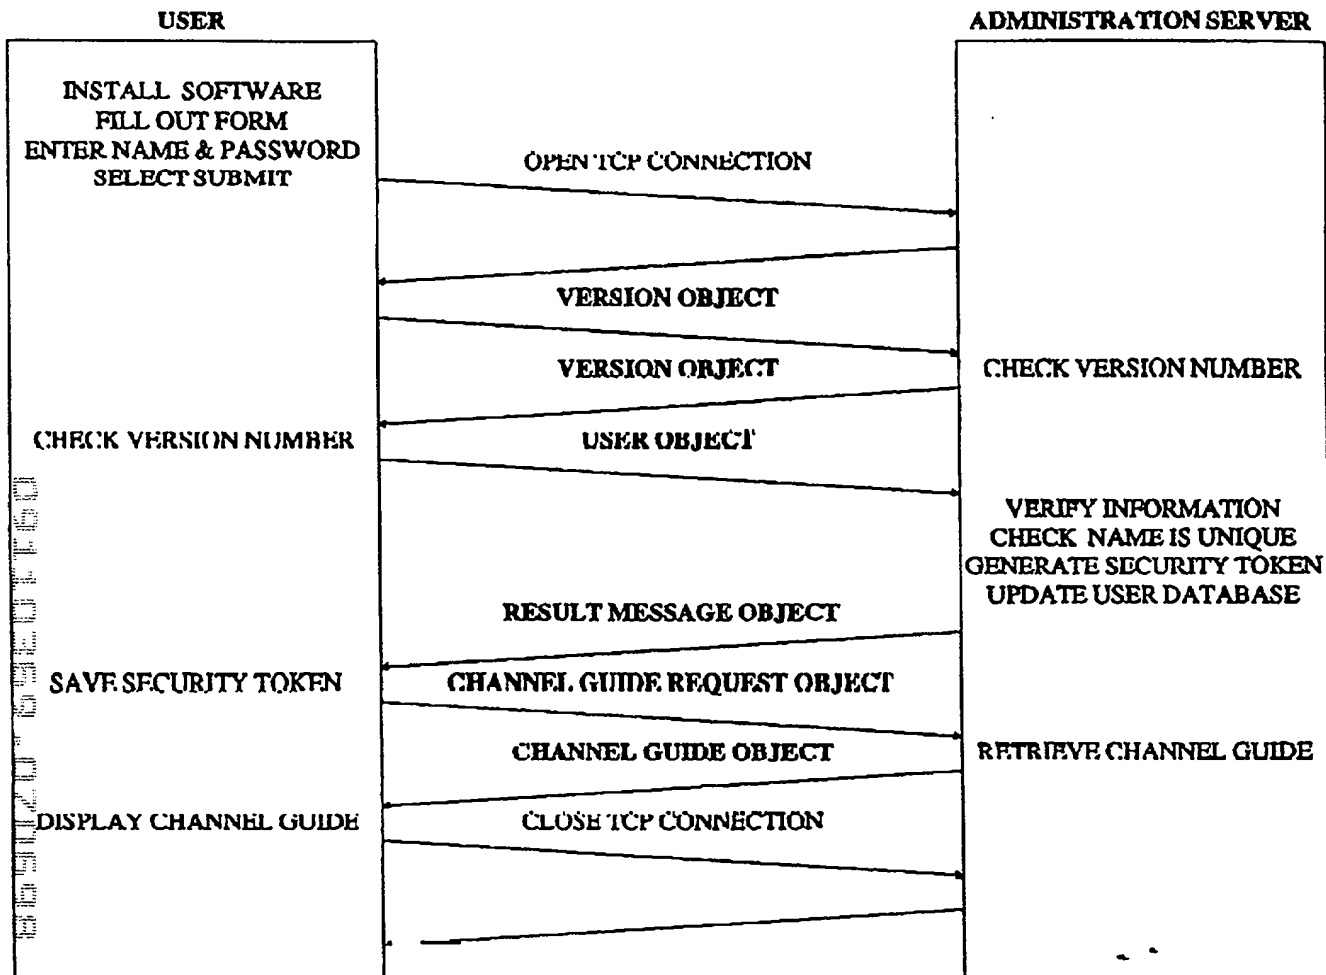 USER
ADMINISTRATION SERVER
INSTALL SOFTWARE
FILL OUT FORM
ENTER NAME & PASSWORD
SELECT SUBMIT
OPEN TCP CONNECTION
VERSION OBJECT
VERSION OBJECT
CHECK VERSION NUMBER
CHECK VERSION NUMBER
USER OBJECT
VERIFY INFORMATION
CHECK NAME IS UNIQUE
GENERATE SECURITY TOKEN
UPDATE USER DATABASE
RESULT MESSAGE OBJECT
SAVE SECURITY TOKEN
CHANNEL GUIDE REQUEST OBJECT
CHANNEL GUIDE OBJECT
RETRIEVE CHANNEL GUIDE
DISPLAY CHANNEL GUIDE
CLOSE TCP CONNECTION